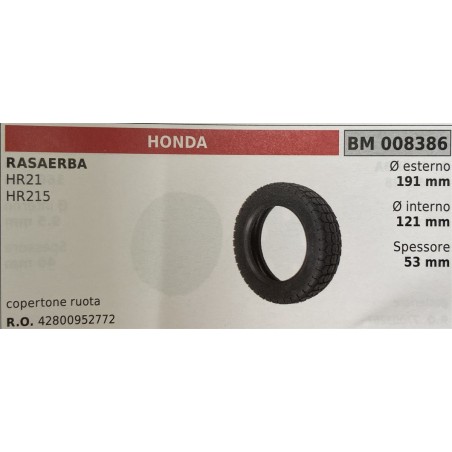 HONDA
BM 008386
RASAERBA
HR21
HR215
Ø esterno
191 mm
Ø interno
121 mm
Spessore
53 mm
copertone ruota
R.O. 42800952772